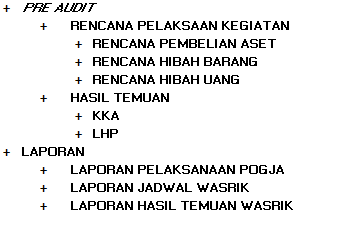 + PRE AUDIT
+ RENCANA PELAKSAAN KEGIATAN
+ RENCANA PEMBELIAN ASET
+ RENCANA HIBAH BARANG
+ RENCANA HIBAH UANG
+ HASIL TEMUAN
+ KKA
+ LHP
+ LAPORAN
+ LAPORAN PELAKSANAAN POGJA
+ LAPORAN JADWAL WASRIK
+ LAPORAN HASIL TEMUAN WASRIK